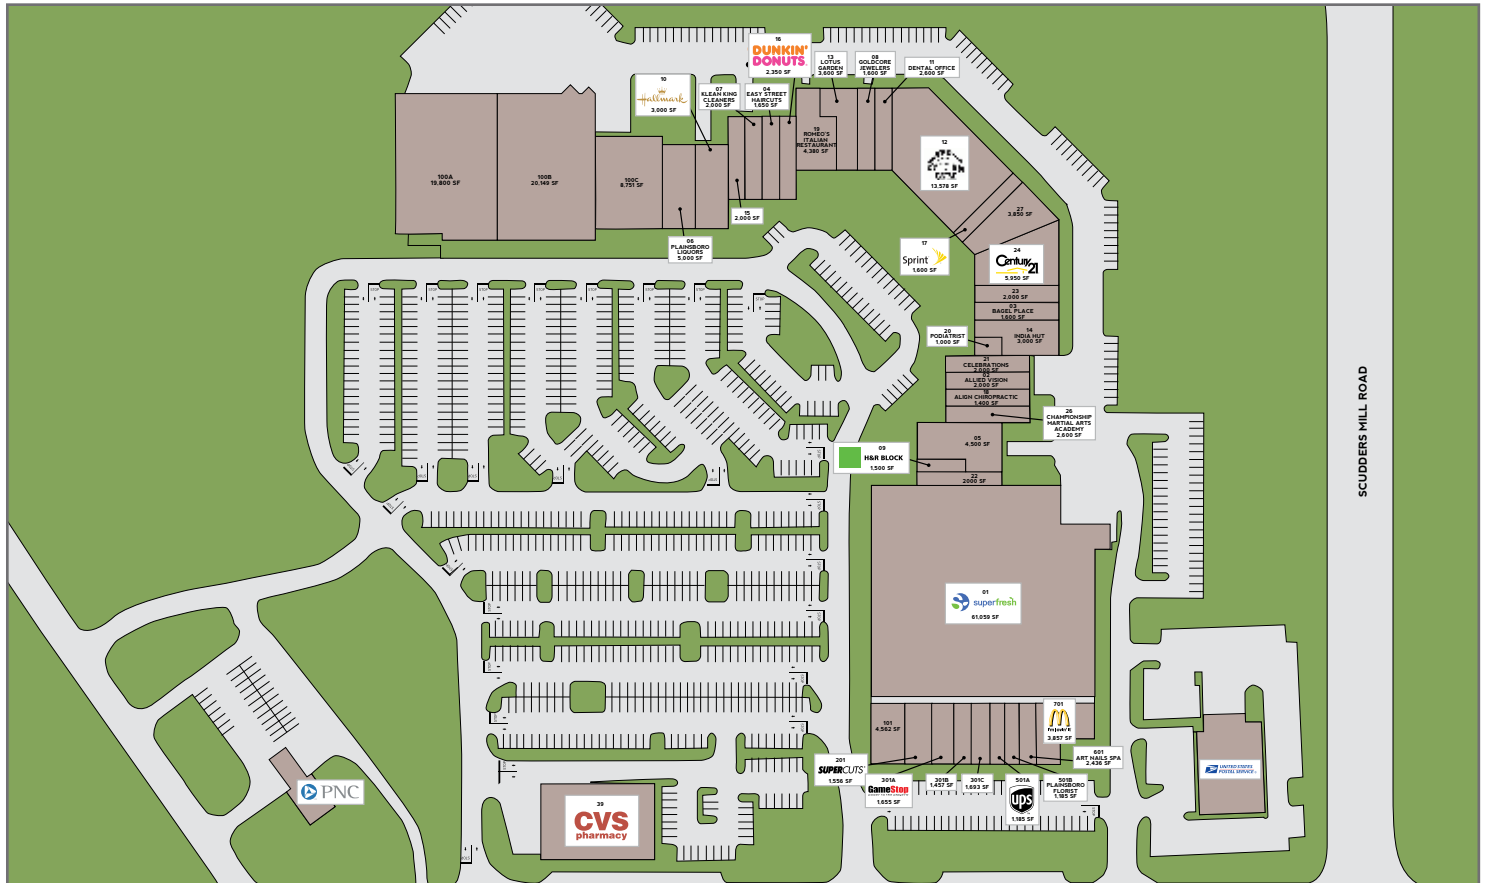 16
DUNKIN'
DONUTS
2,350 SF
13
LOTUS
GARDEN
3,600 SF
08
GOLDCORE
JEWELERS
1,600 SF
11
DENTAL OFFICE
2,600 SF
10
Hallmark
3,000 SF
07
KLEAN KING
CLEANERS
2,000 SF
04
EASY STREET
HAIRCUTS
1,650 SF
19
ROMEO'S
ITALIAN
RESTAURANT
4,380 SF
12
13,578 SF
100A
19,800 SF
100B
20,149 SF
100C
8,751 SF
15
2,000 SF
06
PLAINSBORO
LIQUORS
5,000 SF
27
3,850 SF
17
Sprint
1,600 SF
24
Century 21
5,950 SF
23
2,000 SF
03
BAGEL PLACE
1,600 SF
14
INDIA HUT
3,000 SF
20
PODIATRIST
1,000 SF
21
CELEBRATIONS
2,000 SF
02
ALLIED VISION
2,000 SF
18
ALIGN CHIROPRACTIC
1,400 SF
26
CHAMPIONSHIP
MARTIAL ARTS
ACADEMY
2,600 SF
05
4,500 SF
09
H&R BLOCK
1,500 SF
22
2000 SF
SCUDDERS MILL ROAD
01
superfresh
61,059 SF
101
4,562 SF
701
3,857 SF
201
SUPERCUTS
1,556 SF
301A
GameStop
1,655 SF
301B
1,457 SF
301C
1,693 SF
501A
ups
1,185 SF
501B
PLAINSBORO
FLORIST
1,185 SF
601
ART NAILS SPA
2,436 SF
UNITED STATES
POSTAL SERVICE
PNC
39
CVS
pharmacy